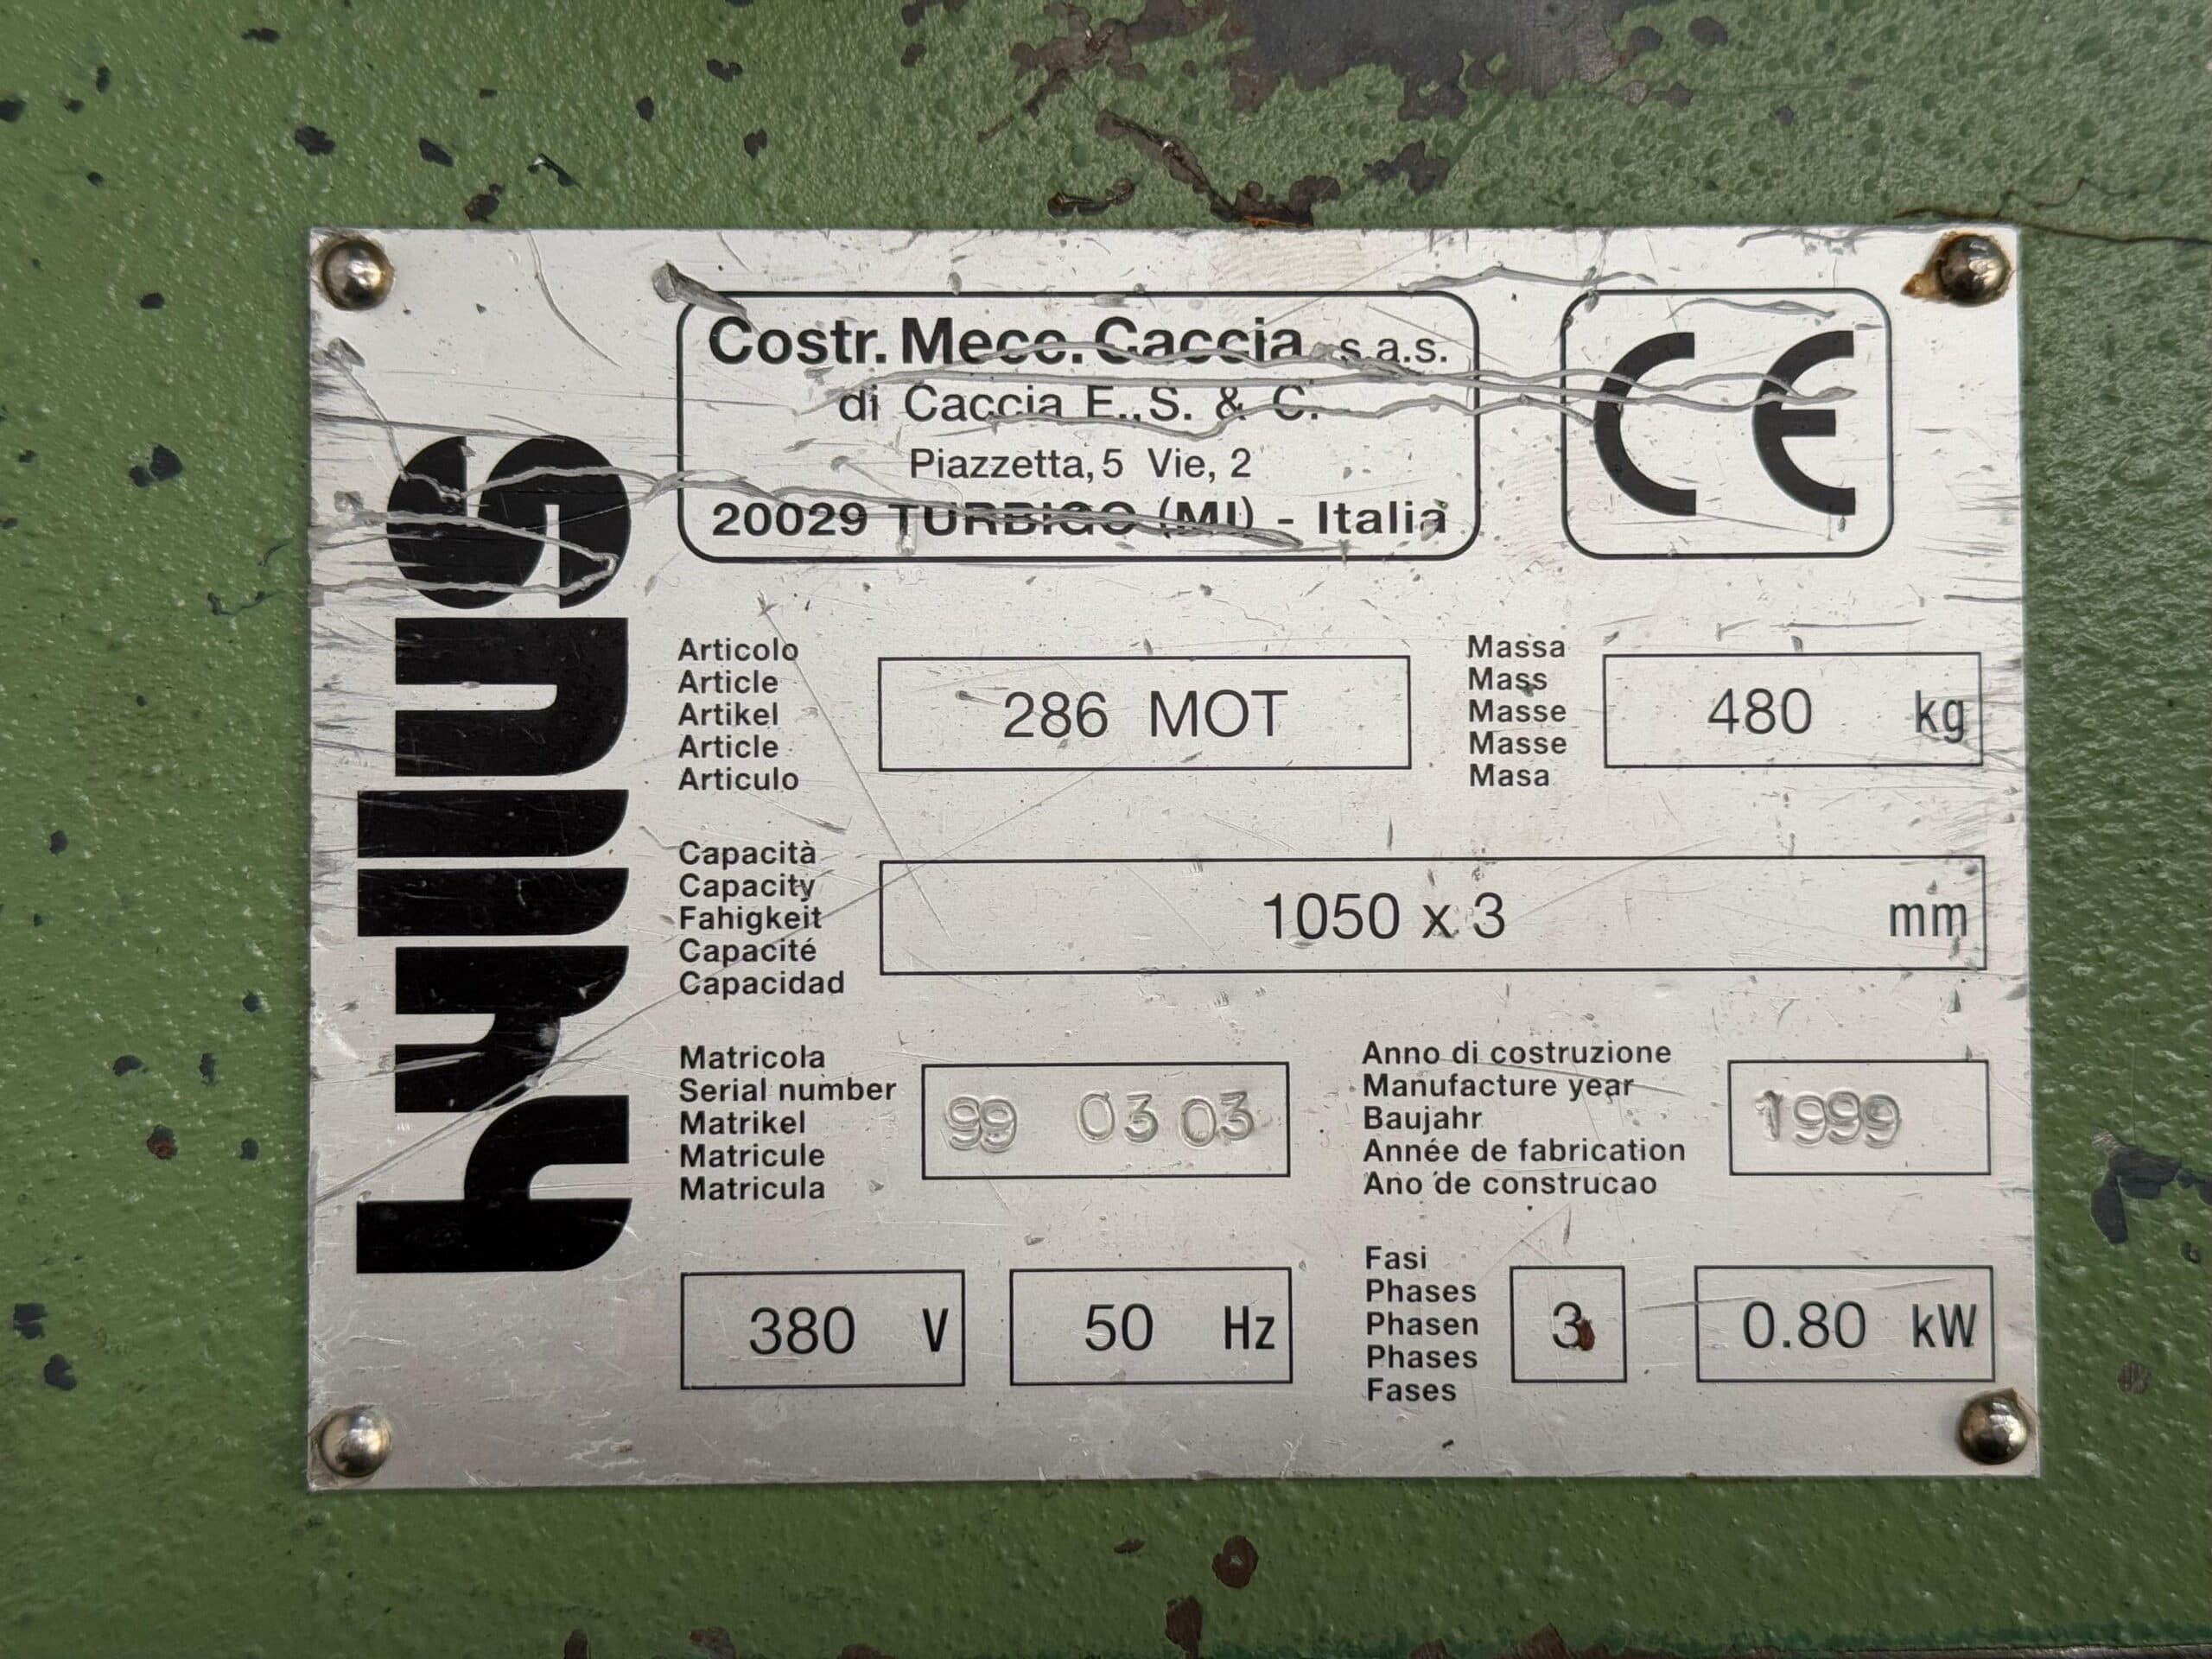 hyllus
Costr. Mecc. Caccia s.a.s.
di Caccia E., S. & C.
Piazzetta, 5 Vie, 2
20029 TURBIGO (MI) - Italia
CE
Articolo
Article
Artikel
Article
Articulo
286 MOT
Massa
Mass
Masse
Masse
Masa
480 kg
Capacità
Capacity
Fahigkeit
Capacité
Capacidad
1050 x 3 mm
Matricola
Serial number
Matrikel
Matricule
Matricula
99 03 03
Anno di costruzione
Manufacture year
Baujahr
Année de fabrication
Ano de construcao
1999
380 V
50 Hz
Fasi
Phases
Phasen
Phases
Fases
3
0.80 kW